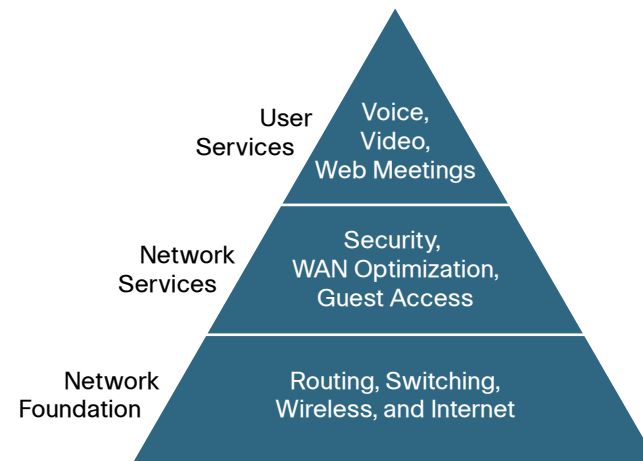 User
Services
Voice,
Video,
Web Meetings
Network
Services
Security,
WAN Optimization,
Guest Access
Network
Foundation
Routing, Switching,
Wireless, and Internet